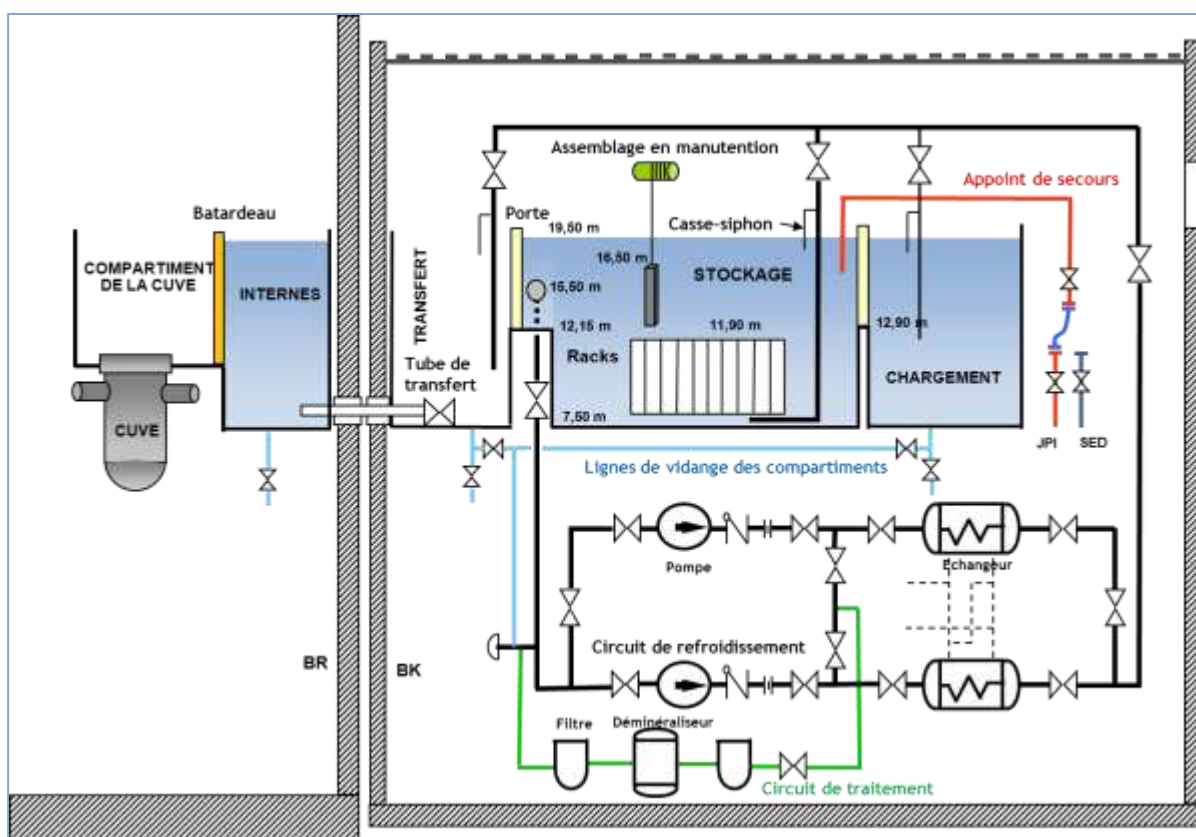 Assemblage en manutention
Appoint de secours
Batardeau
Porte
19,50 m
Casse-siphon
COMPARTIMENT
DE LA CUVE
INTERNES
TRANSFERT
16,50 m
STOCKAGE
15,50 m
12,15 m
11,90 m
12,90 m
Racks
Tube de
transfert
CHARGEMENT
CUVE
7,50 m
JPI
SED
Lignes de vidange des compartiments
Pompe
Echangeur
Circuit de refroidissement
BR
BK
Filtre
Déminéraliseur
Circuit de traitement